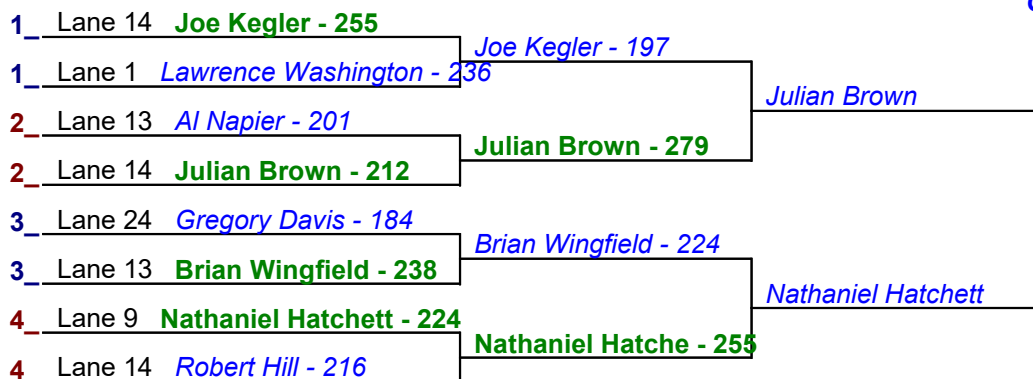 1_ Lane 14 Joe Kegler - 255
Joe Kegler - 197
1_ Lane 1 Lawrence Washington - 236
Julian Brown
2_ Lane 13 Al Napier - 201
Julian Brown - 279
2_ Lane 14 Julian Brown - 212
3_ Lane 24 Gregory Davis - 184
Brian Wingfield - 224
3_ Lane 13 Brian Wingfield - 238
Nathaniel Hatchett
4_ Lane 9 Nathaniel Hatchett - 224
Nathaniel Hatche - 255
4 Lane 14 Robert Hill - 216